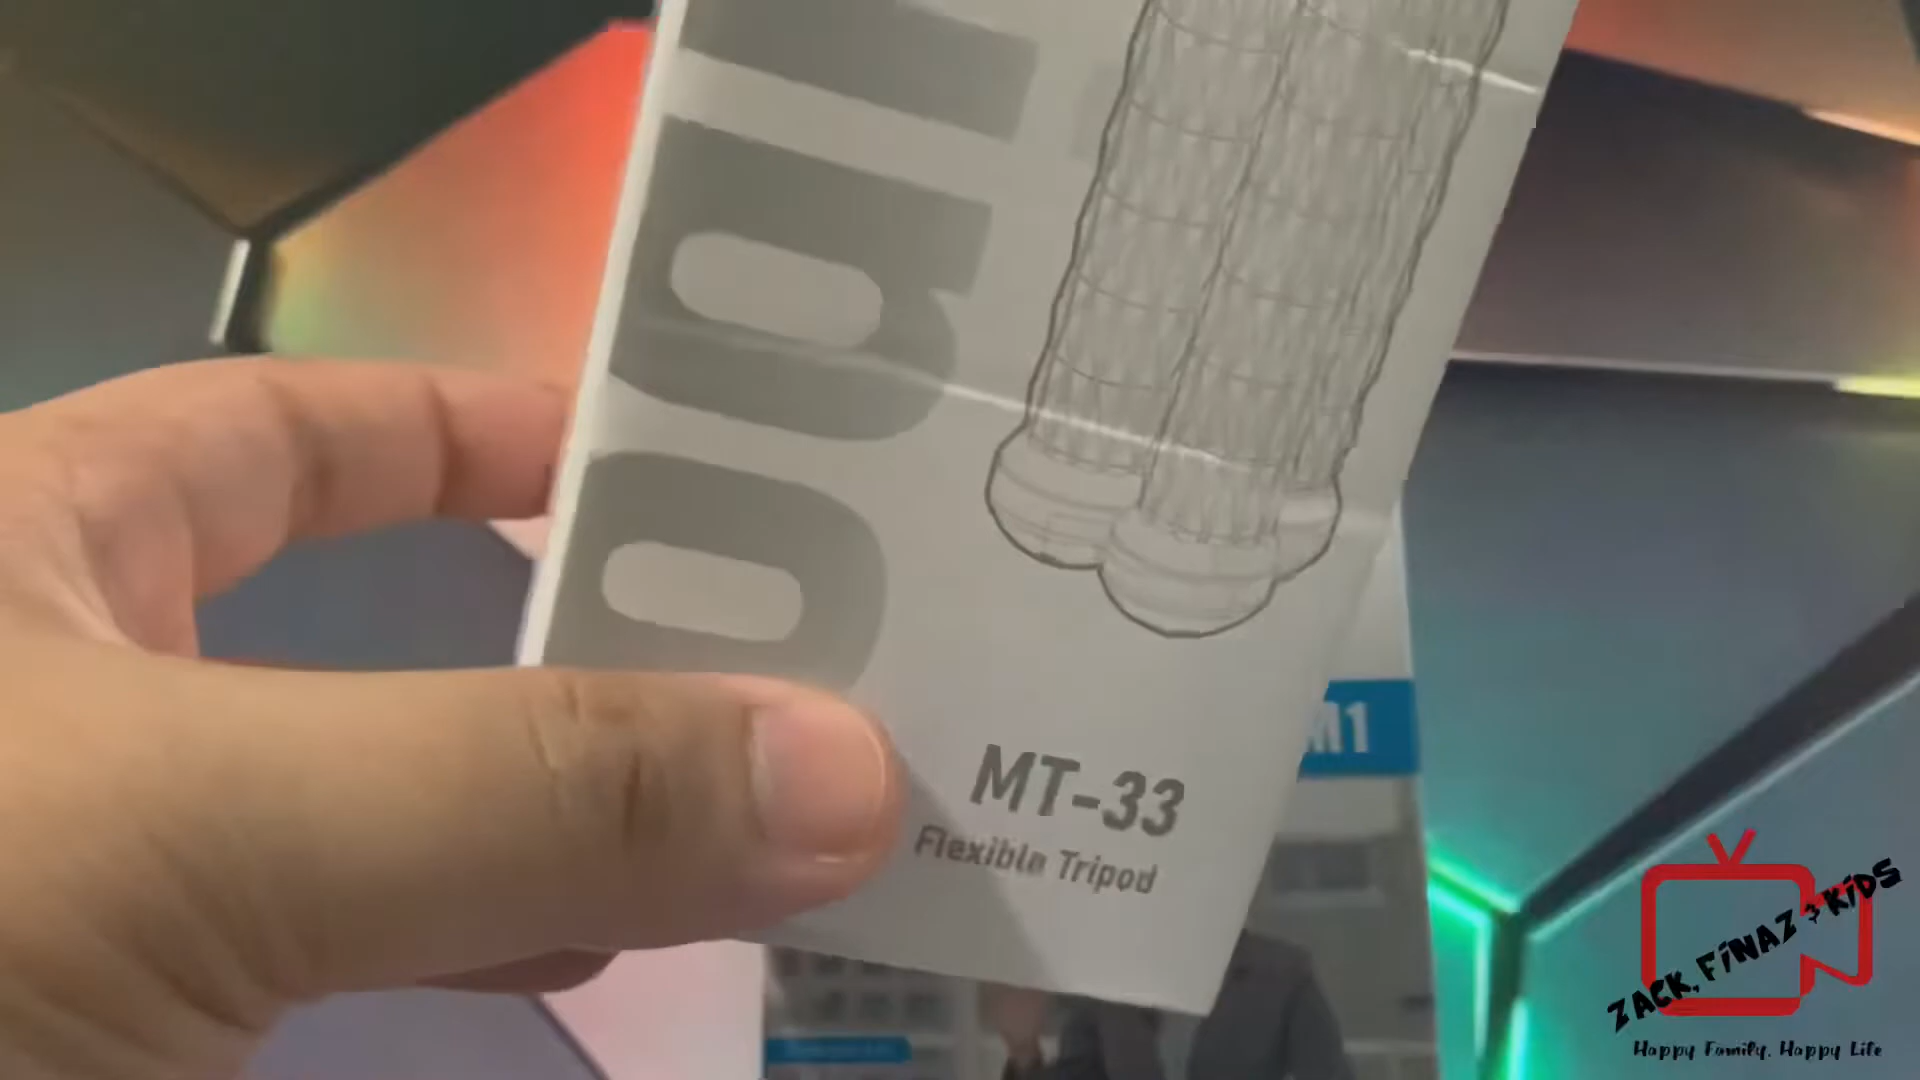 MT-33
Flexible Tripod
M1
ZACK, FINAZ & KIDS
Happy Family, Happy Life